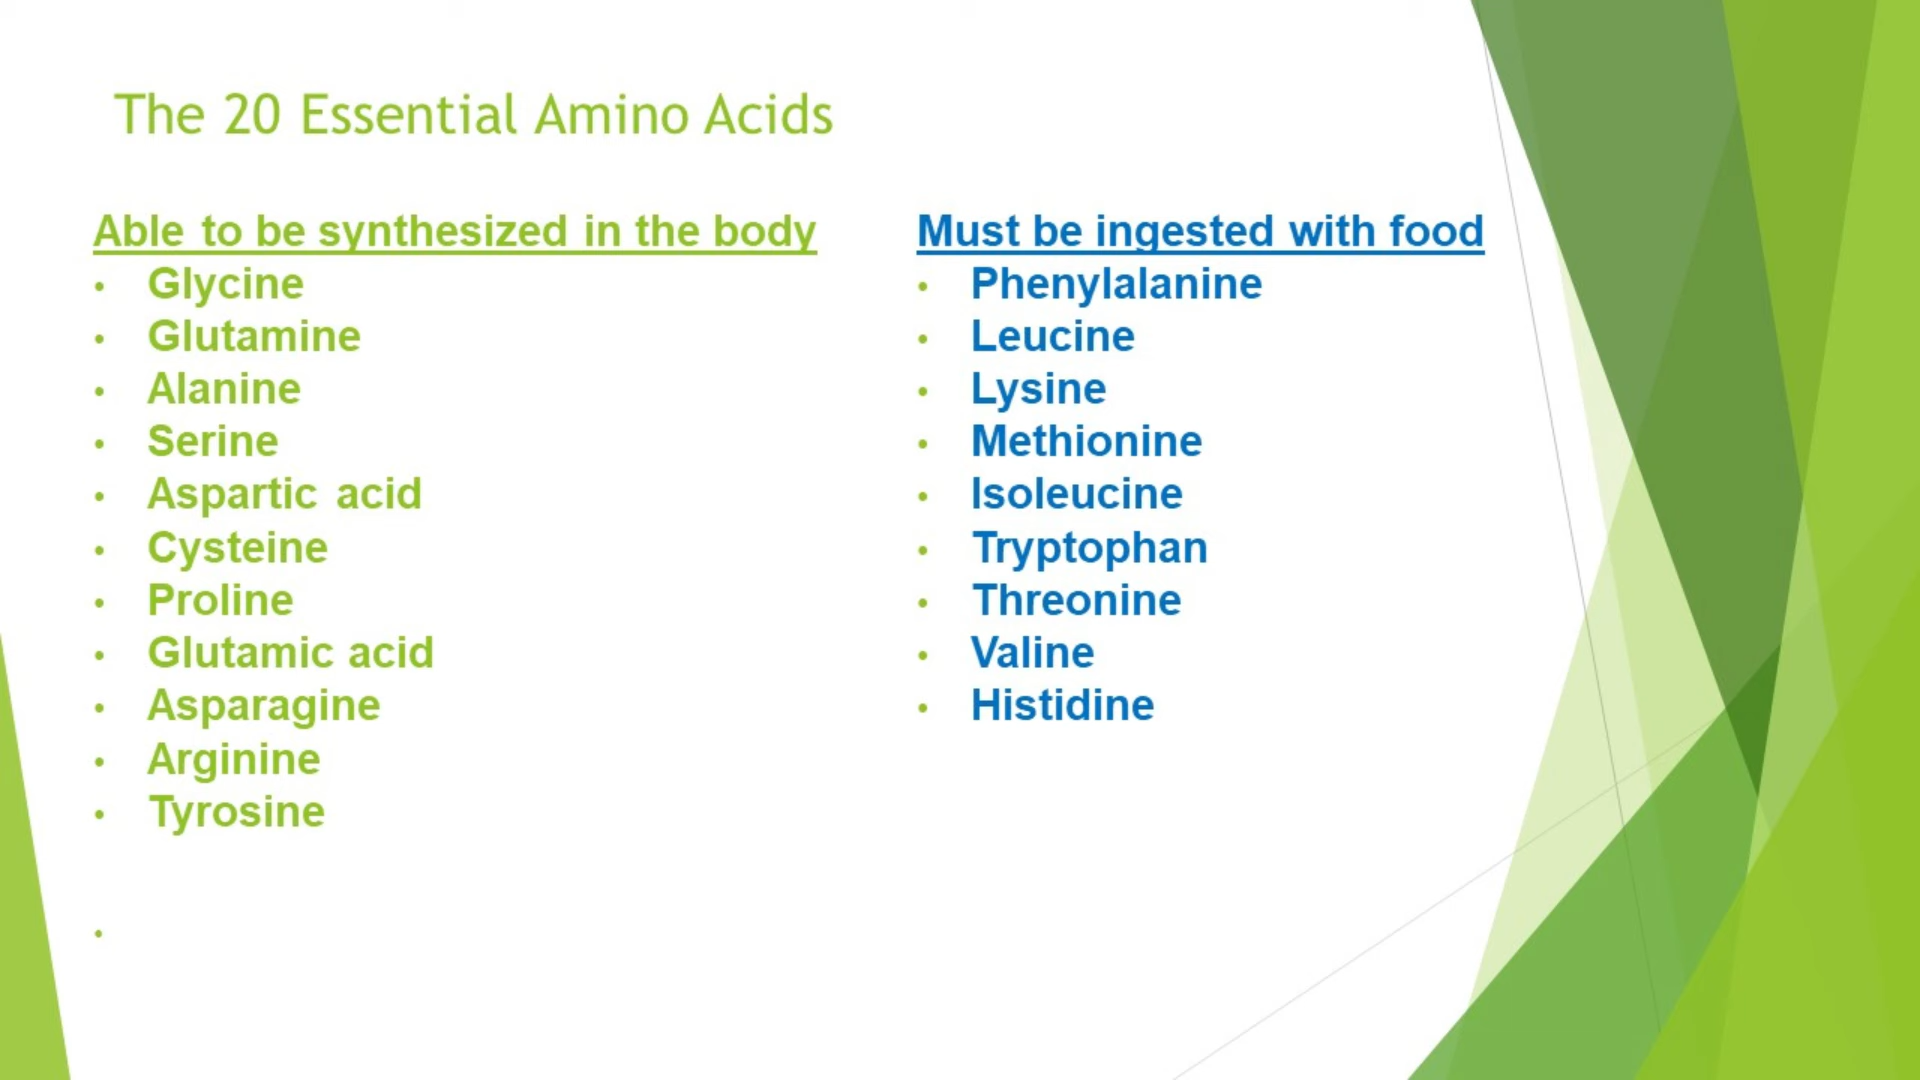 The 20 Essential Amino Acids
Able to be synthesized in the body
• Glycine
• Glutamine
• Alanine
• Serine
• Aspartic acid
• Cysteine
• Proline
• Glutamic acid
• Asparagine
• Arginine
• Tyrosine
•
Must be ingested with food
• Phenylalanine
• Leucine
• Lysine
• Methionine
• Isoleucine
• Tryptophan
• Threonine
• Valine
• Histidine